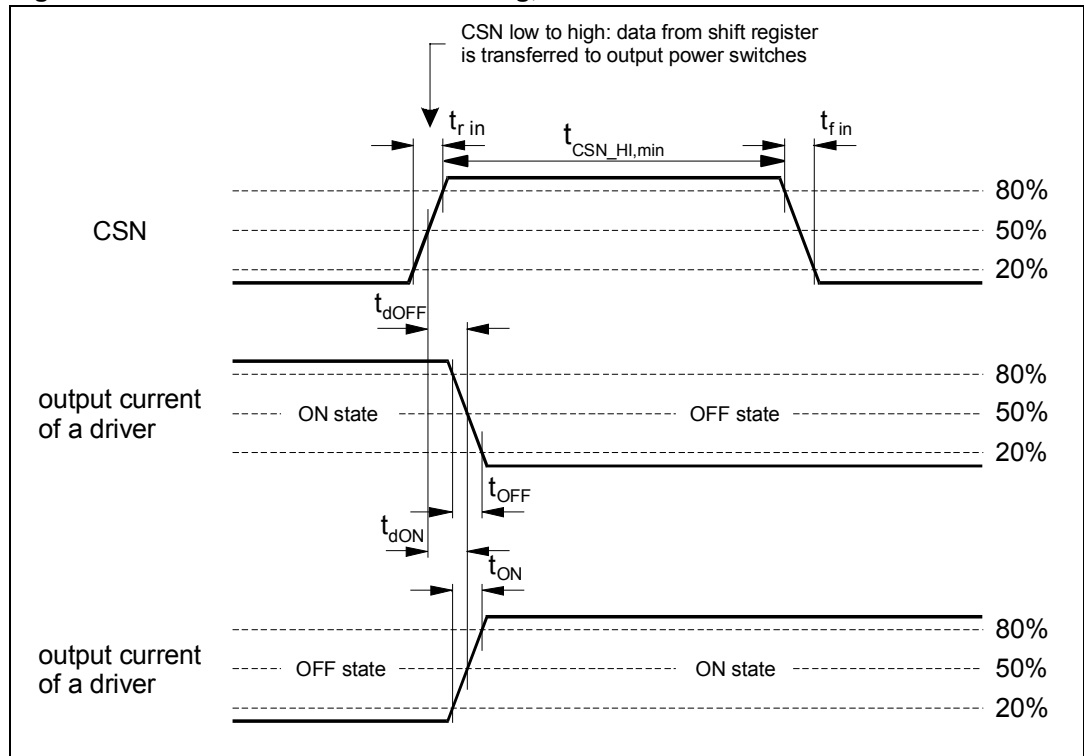 CSN low to high: data from shift register
is transferred to output power switches
t_r in
t_CSN_HI,min
t_f in
80%
CSN
50%
20%
t_dOFF
80%
output current
of a driver
ON state
OFF state
50%
20%
t_OFF
t_dON
t_ON
80%
output current
of a driver
OFF state
ON state
50%
20%